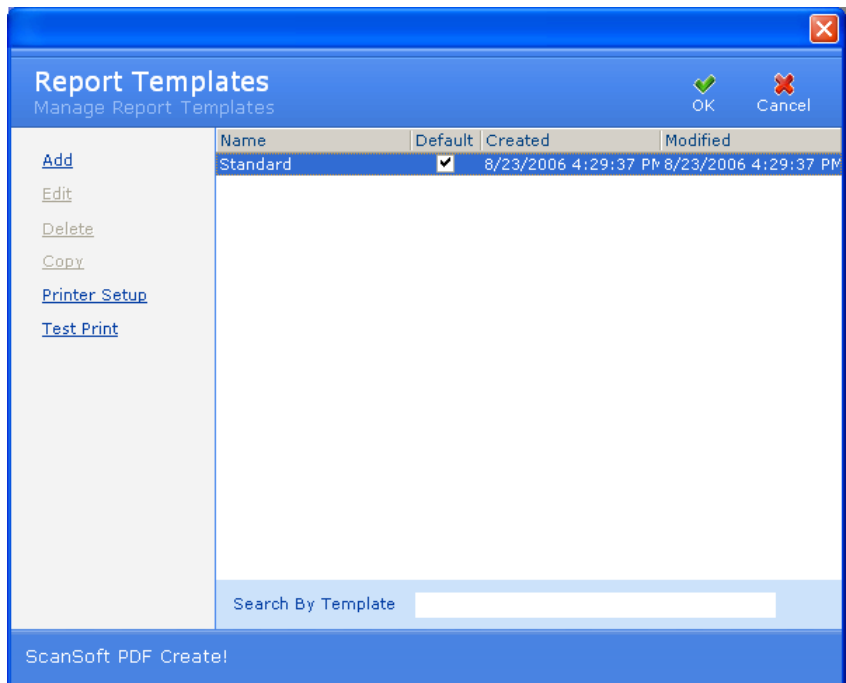 Report Templates
Manage Report Templates
OK Cancel
Add
Edit
Delete
Copy
Printer Setup
Test Print
Name Default Created Modified
Standard 8/23/2006 4:29:37 PM 8/23/2006 4:29:37 PM
Search By Template
ScanSoft PDF Create!